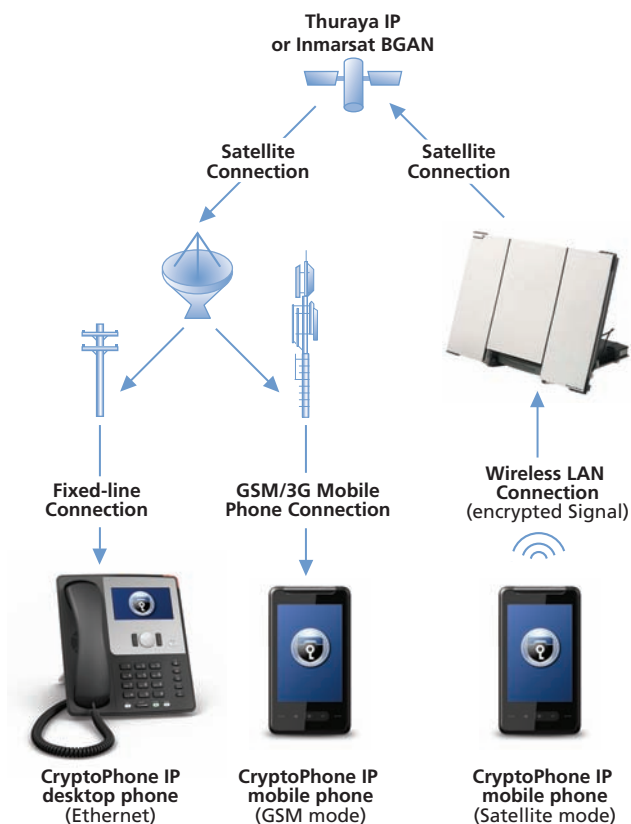 Thuraya IP
or Inmarsat BGAN
Satellite
Connection
Satellite
Connection
Fixed-line
Connection
GSM/3G Mobile
Phone Connection
Wireless LAN
Connection
(encrypted Signal)
CryptoPhone IP
desktop phone
(Ethernet)
CryptoPhone IP
mobile phone
(GSM mode)
CryptoPhone IP
mobile phone
(Satellite mode)